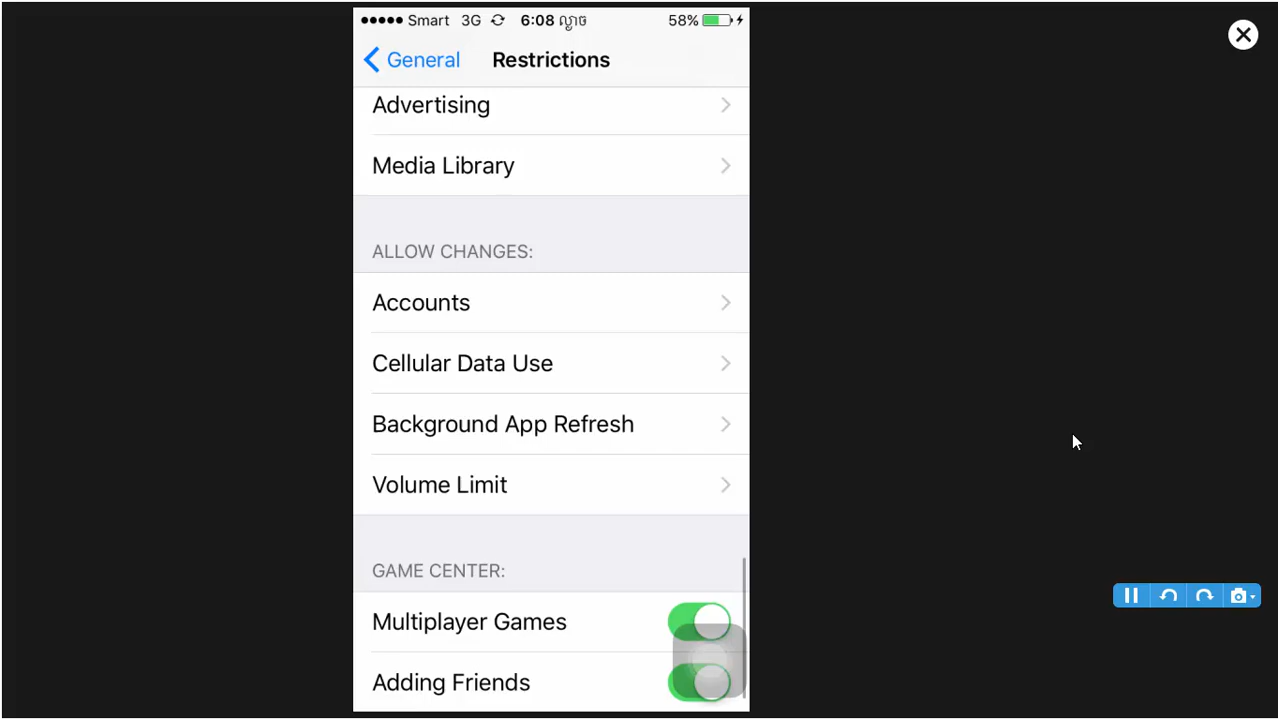 Smart 3G 6:08 ល្ងាច 58%
General Restrictions
Advertising
Media Library
ALLOW CHANGES:
Accounts
Cellular Data Use
Background App Refresh
Volume Limit
GAME CENTER:
Multiplayer Games
Adding Friends